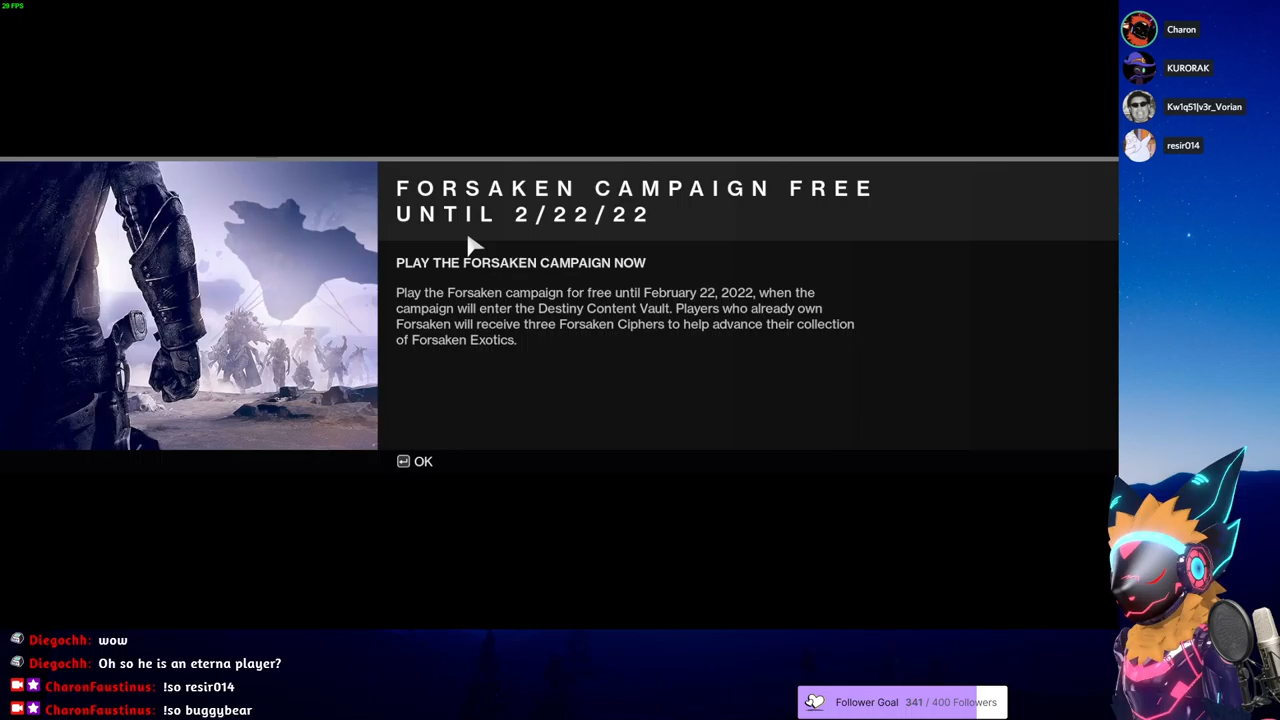 29 FPS
Charon
KURORAK
Kw1q51|v3r_Vorian
resir014
FORSAKEN CAMPAIGN FREE
UNTIL 2/22/22
PLAY THE FORSAKEN CAMPAIGN NOW
Play the Forsaken campaign for free until February 22, 2022, when the
campaign will enter the Destiny Content Vault. Players who already own
Forsaken will receive three Forsaken Ciphers to help advance their collection
of Forsaken Exotics.
OK
Diegochh: wow
Diegochh: Oh so he is an eterna player?
CharonFaustinus: !so resir014
CharonFaustinus: !so buggybear
Follower Goal 341 / 400 Followers